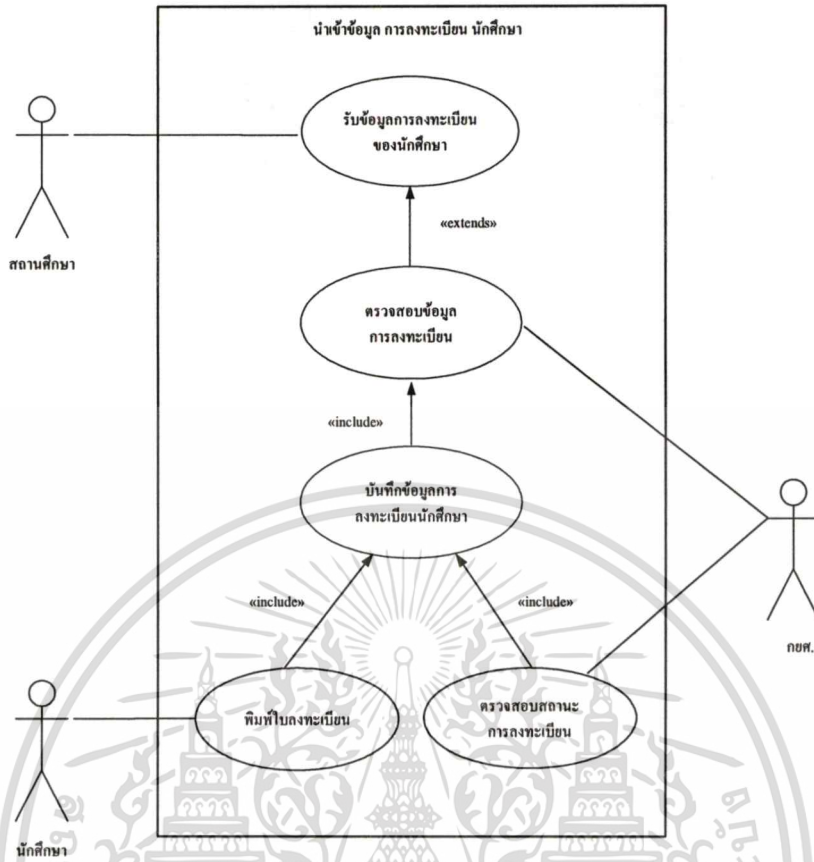 นำเข้าข้อมูล การลงทะเบียน นักศึกษา
รับข้อมูลการลงทะเบียน
ของนักศึกษา
«extends»
สถานศึกษา
ตรวจสอบข้อมูล
การลงทะเบียน
«include»
บันทึกข้อมูลการ
ลงทะเบียนนักศึกษา
«include»
«include»
กยศ.
พิมพ์ใบลงทะเบียน
ตรวจสอบสถานะ
การลงทะเบียน
นักศึกษา